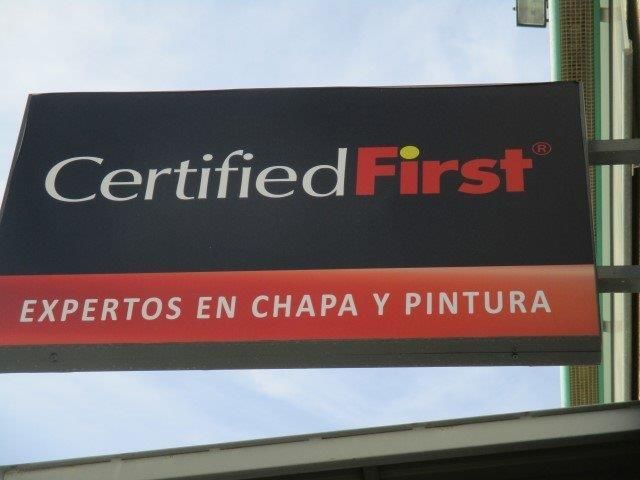 CertifiedFirst®
EXPERTOS EN CHAPA Y PINTURA